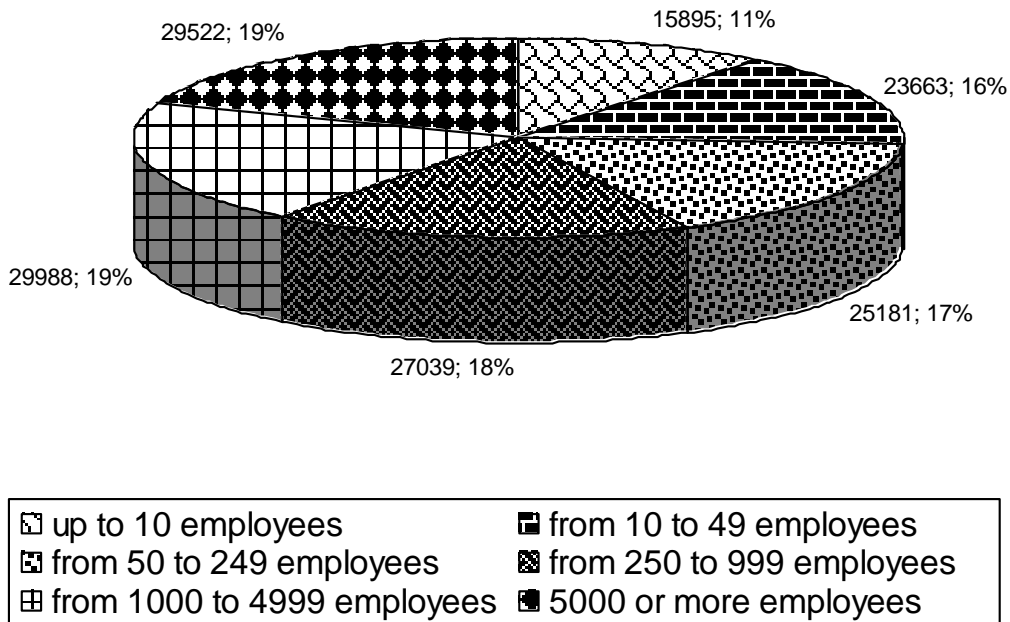 29522; 19%
15895; 11%
23663; 16%
29988; 19%
25181; 17%
27039; 18%
up to 10 employees
from 10 to 49 employees
from 50 to 249 employees
from 250 to 999 employees
from 1000 to 4999 employees
5000 or more employees